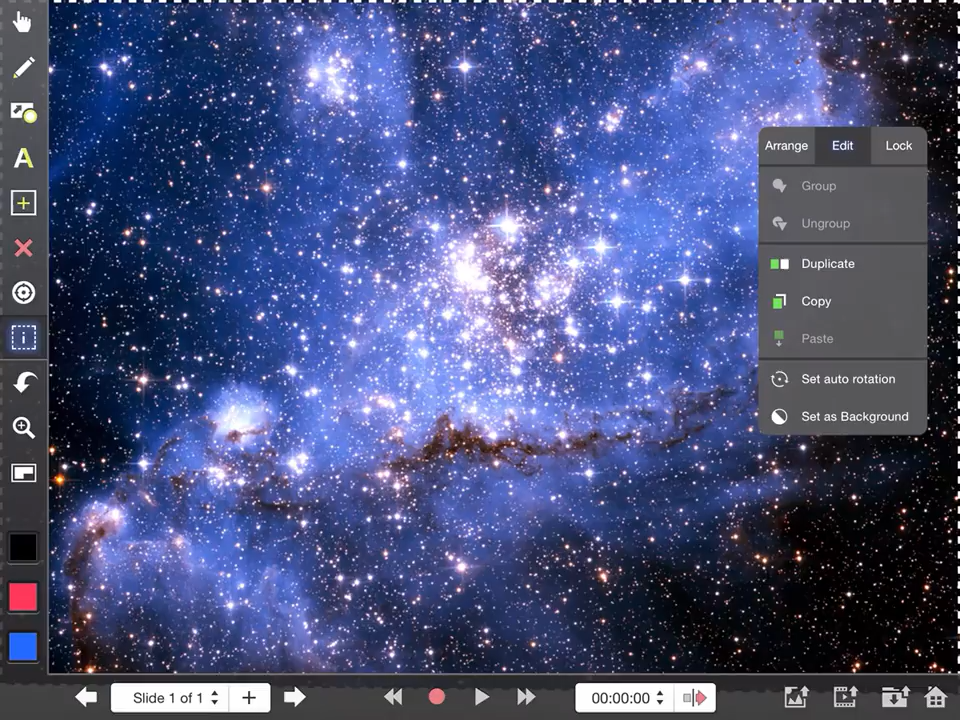 A
Arrange Edit Lock
Group
Ungroup
Duplicate
Copy
Paste
Set auto rotation
Set as Background
Slide 1 of 1
00:00:00